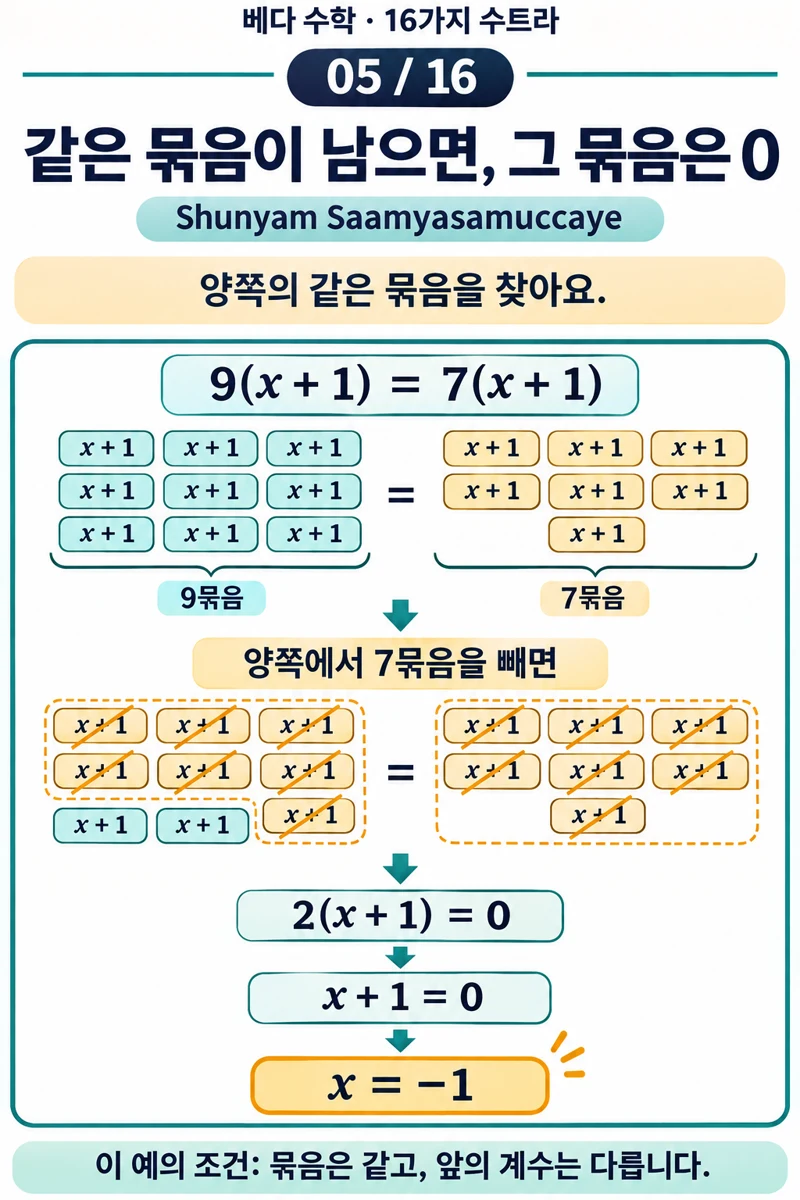 베다 수학 · 16가지 수트라
05 / 16
같은 묶음이 남으면, 그 묶음은 0
Shunyam Saamyasamuccaye
양쪽의 같은 묶음을 찾아요.
9(x + 1) = 7(x + 1)
x + 1 x + 1 x + 1 x + 1 x + 1 x + 1
x + 1 x + 1 x + 1 = x + 1 x + 1 x + 1
x + 1 x + 1 x + 1 x + 1
9묶음 7묶음
양쪽에서 7묶음을 빼면
x + 1 x + 1 x + 1 x + 1 x + 1 x + 1
x + 1 x + 1 x + 1 = x + 1 x + 1 x + 1
x + 1 x + 1 x + 1 x + 1
2(x + 1) = 0
x + 1 = 0
x = −1
이 예의 조건: 묶음은 같고, 앞의 계수는 다릅니다.